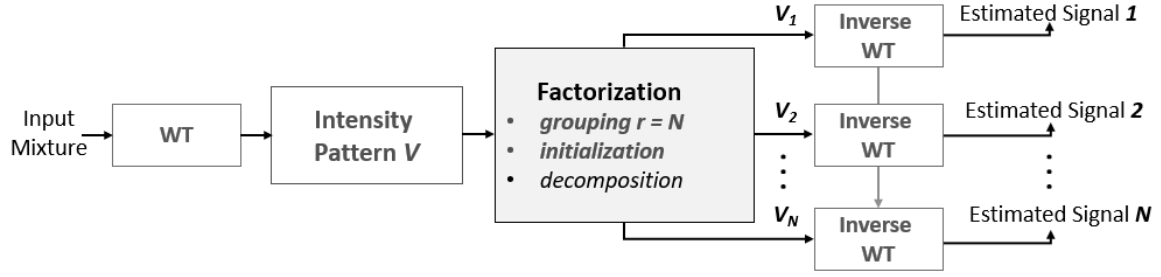 Input
Mixture
WT
Intensity
Pattern V
Factorization
• grouping r = N
• initialization
• decomposition
V1
Inverse
WT
Estimated Signal 1
V2
Inverse
WT
Estimated Signal 2
VN
Inverse
WT
Estimated Signal N